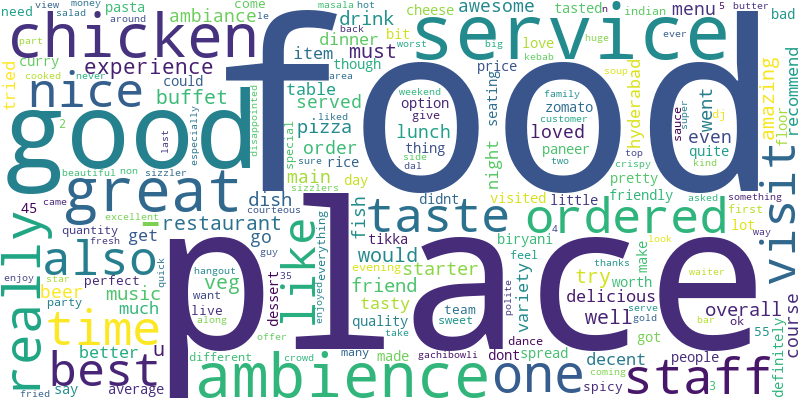 food
place
good
service
chicken
great
ambience
taste
staff
ordered
nice
also
time
best
one
really
like
visit
well
try
overall
delicious
restaurant
experience
buffet
ambiance
menu
awesome
drink
must
dinner
item
table
served
pizza
order
lunch
loved
zomato
option
paneer
hyderabad
amazing
recommend
floor
went
even
quite
friendly
pretty
little
visited
night
seating
price
love
cheese
bit
tasted
indian
butter
bad
need
pasta
around
come
view
money
salad
le
masala
hot
back
worst
big
huge
ever
part
never
cooked
curry
tried
though
could
area
kebab
soup
weekend
family
customer
two
give
liked
thing
side
dal
sure
rice
special
disappointed
especially
last
beautiful
non
sizzler
sizzlers
main
day
dish
fish
didnt
came
45
quantity
fresh
excellent
courteous
get
go
guy
tikka
would
biryani
feel
starter
friend
tasty
quality
variety
everything
enjoyed
evening
35
dessert
veg
hangout
want
live
quick
perfect
music
much
beer
party
star
enjoy
better
say
fried
average
u
along
offer
different
crowd
many
made
take
team
sweet
gachibowli
dont
polite
dance
spread
decent
spicy
coming
got
people
3
gold
serve
worth
thanks
make
bar
ok
55
waiter
look
way
first
lot
something
asked
kind
top
crispy
sauce
super
dj
definitely
course
5
n
2
4